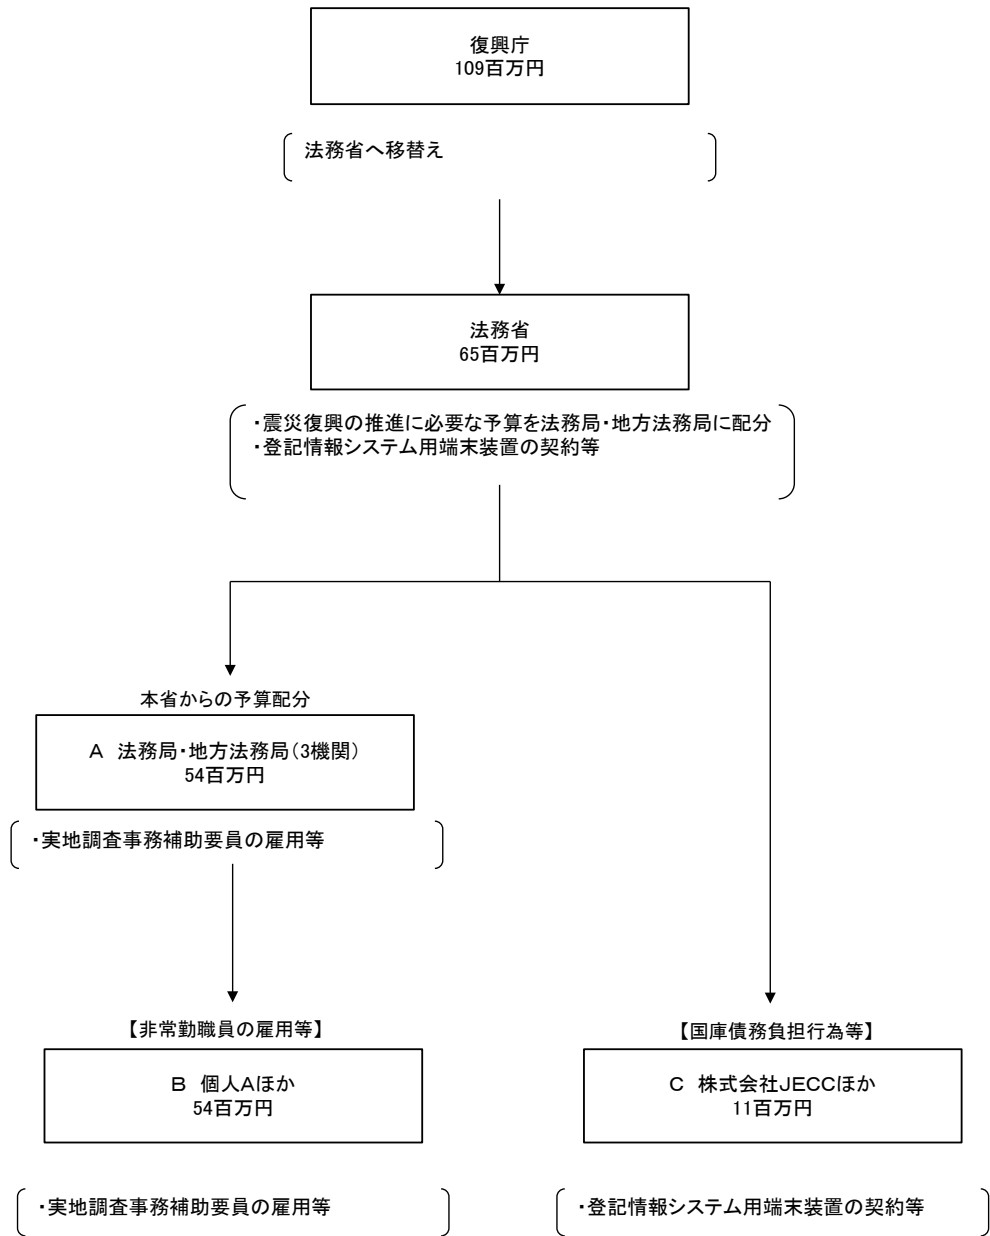 復興庁
109百万円
法務省へ移替え
法務省
65百万円
・震災復興の推進に必要な予算を法務局・地方法務局に配分
・登記情報システム用端末装置の契約等
本省からの予算配分
A 法務局・地方法務局（3機関）
54百万円
・実地調査事務補助要員の雇用等
【非常勤職員の雇用等】
B 個人Aほか
54百万円
・実地調査事務補助要員の雇用等
【国庫債務負担行為等】
C 株式会社JECCほか
11百万円
・登記情報システム用端末装置の契約等